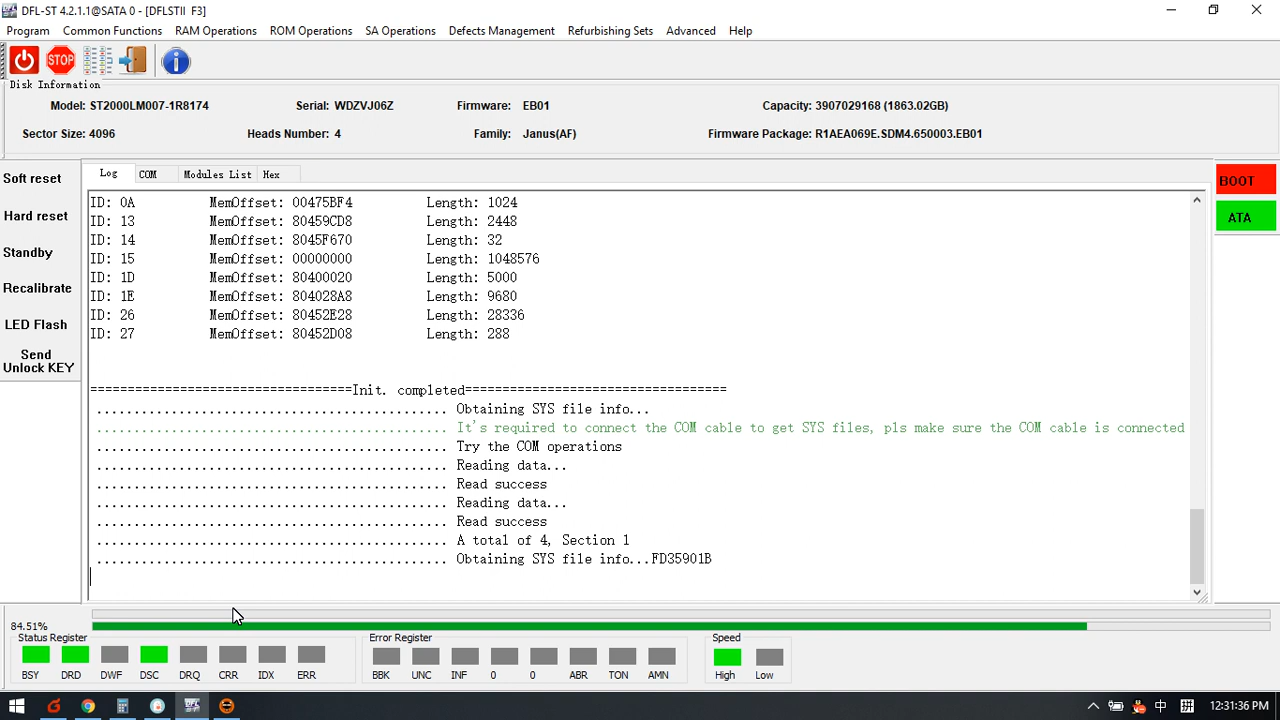 DFL-ST 4.2.1.1@SATA 0 - [DFLSTII F3]
Program Common Functions RAM Operations ROM Operations SA Operations Defects Management Refurbishing Sets Advanced Help
STOP
Disk Information
Model: ST2000LM007-1R8174 Serial: WDZVJ06Z Firmware: EB01 Capacity: 3907029168 (1863.02GB)
Sector Size: 4096 Heads Number: 4 Family: Janus(AF) Firmware Package: R1AEA069E.SDM4.650003.EB01
Log COM Modules List Hex
Soft reset
Hard reset
Standby
Recalibrate
LED Flash
Send
Unlock KEY
ID: 0A MemOffset: 00475BF4 Length: 1024
ID: 13 MemOffset: 80459CD8 Length: 2448
ID: 14 MemOffset: 8045F670 Length: 32
ID: 15 MemOffset: 00000000 Length: 1048576
ID: 1D MemOffset: 80400020 Length: 5000
ID: 1E MemOffset: 804028A8 Length: 9680
ID: 26 MemOffset: 80452E28 Length: 28336
ID: 27 MemOffset: 80452D08 Length: 288
===================================Init. completed===================================
............................................... Obtaining SYS file info...
............................................... It's required to connect the COM cable to get SYS files, pls make sure the COM cable is connected
............................................... Try the COM operations
............................................... Reading data...
............................................... Read success
............................................... Reading data...
............................................... Read success
............................................... A total of 4, Section 1
............................................... Obtaining SYS file info...FD35901B
BOOT
ATA
84.51%
Status Register Error Register Speed
BSY DRD DWF DSC DRQ CRR IDX ERR BBK UNC INF 0 0 ABR TON AMN High Low
中 拼 12:31:36 PM